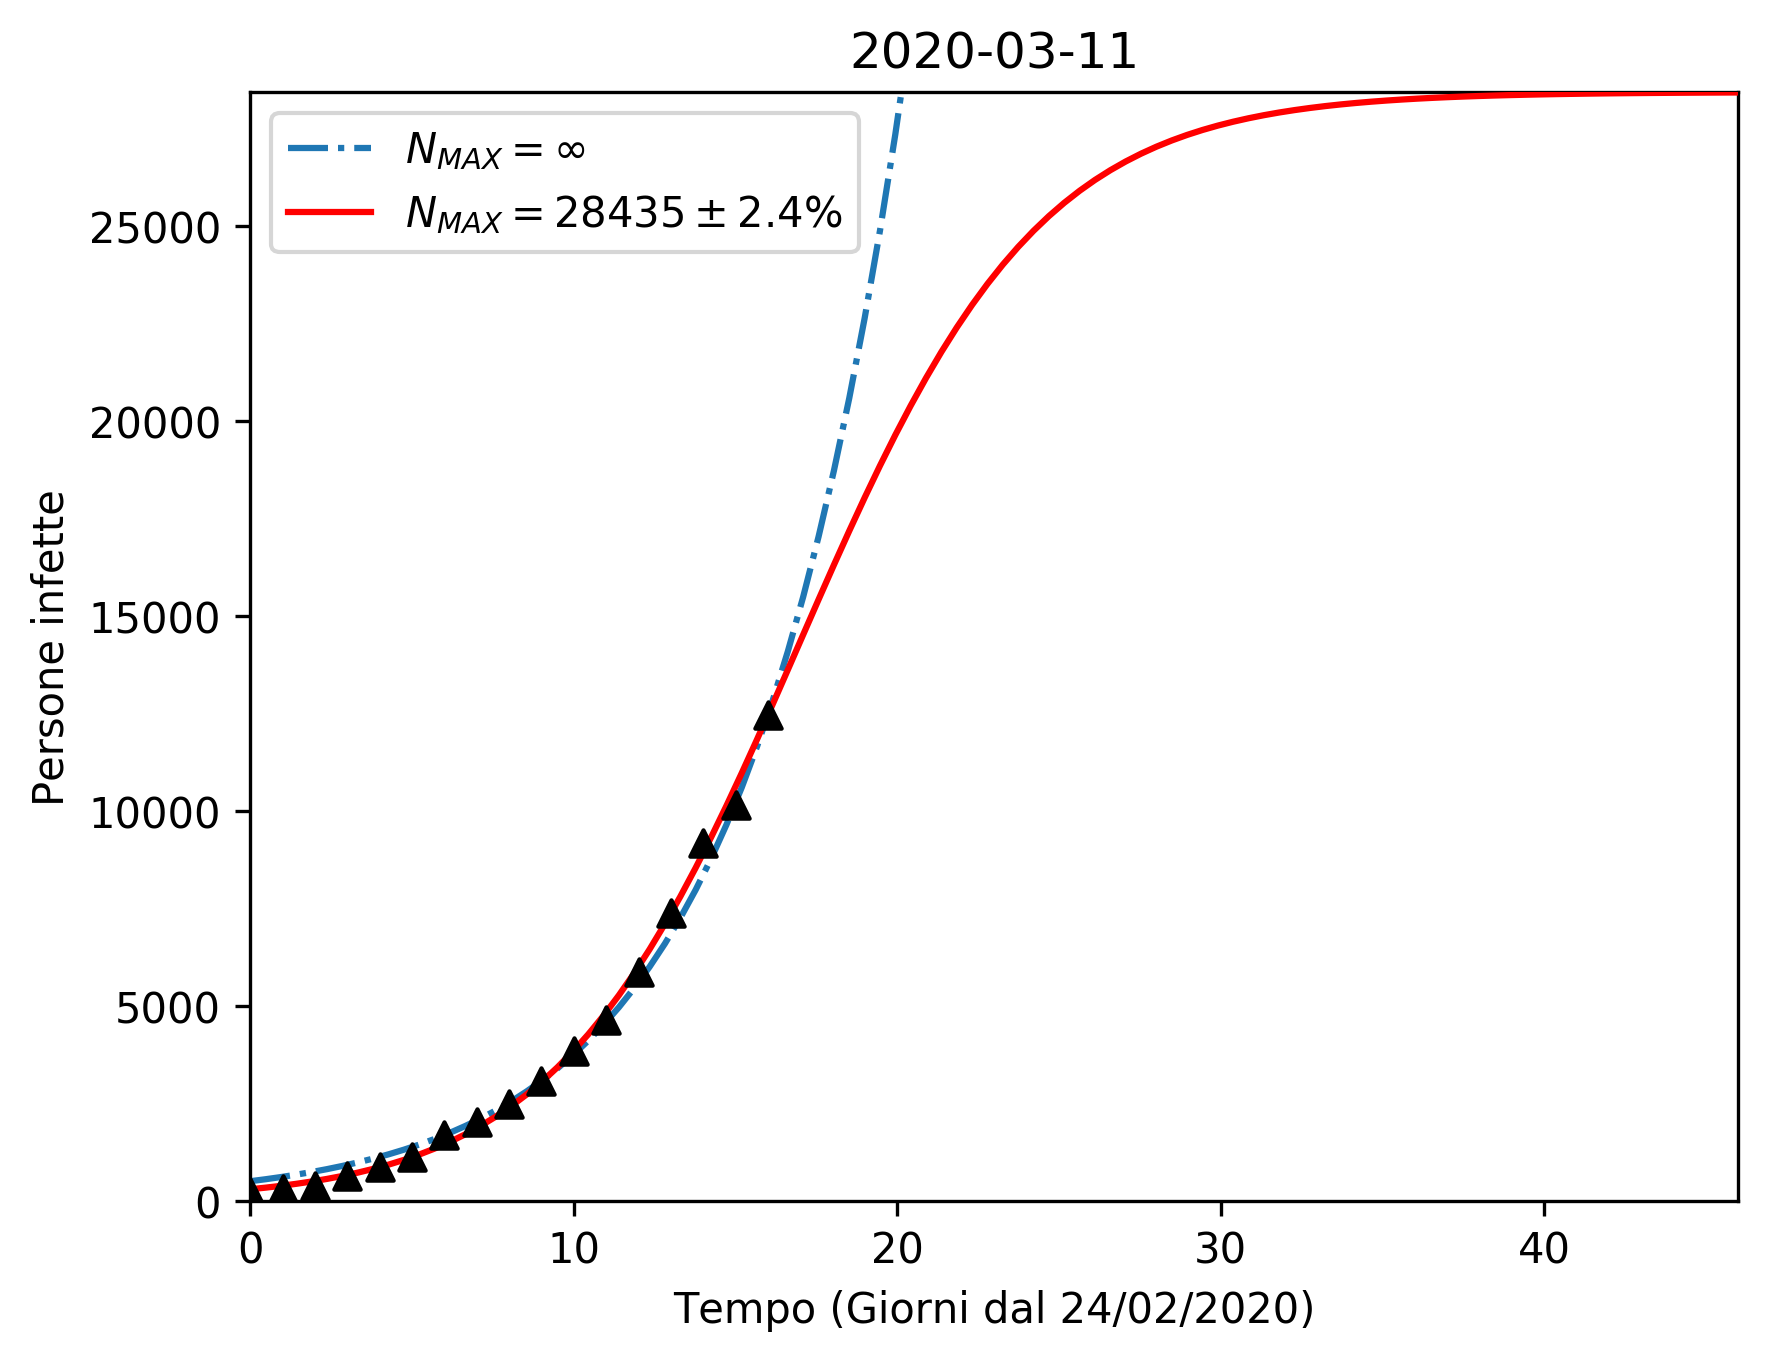 2020-03-11
N_MAX = ∞
N_MAX = 28435 ± 2.4%
25000
20000
15000
10000
5000
0
Persone infette
0 10 20 30 40
Tempo (Giorni dal 24/02/2020)